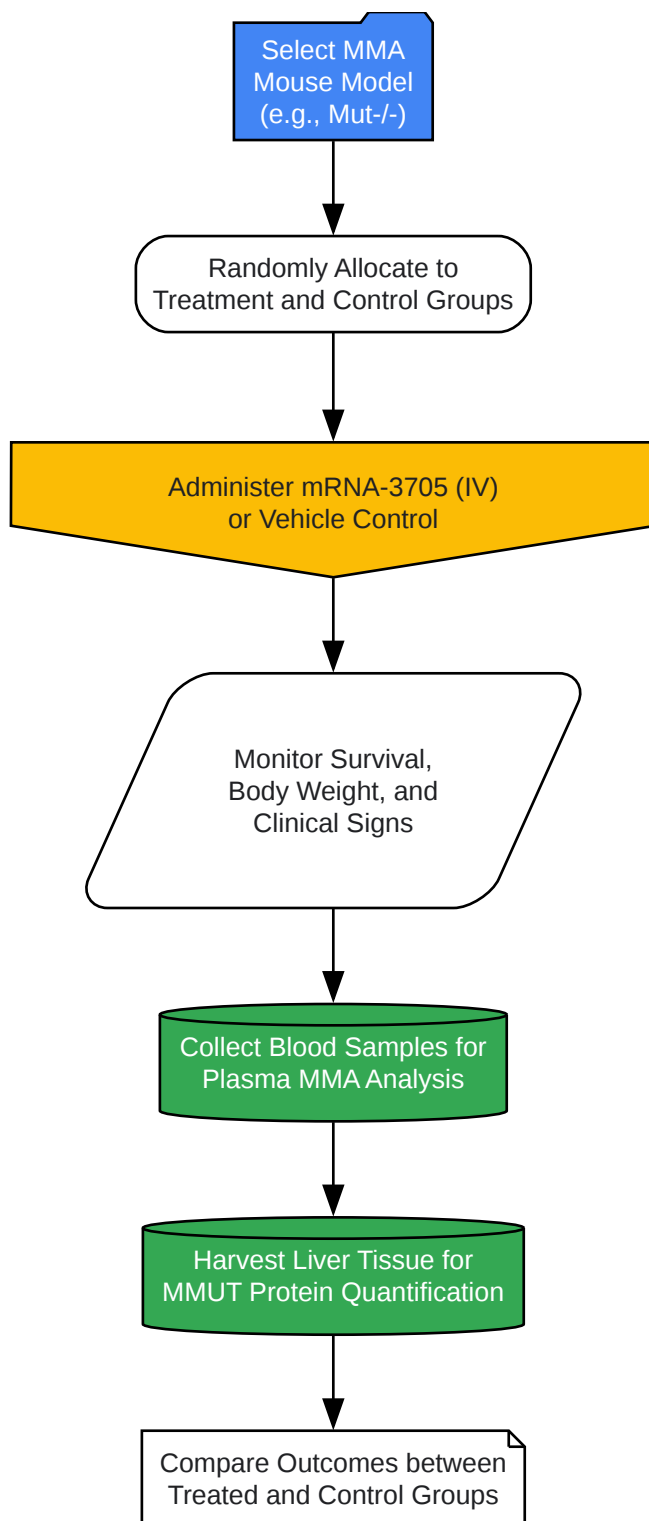 Select MMA
Mouse Model
(e.g., Mut-/-)
Randomly Allocate to
Treatment and Control Groups
Administer mRNA-3705 (IV)
or Vehicle Control
Monitor Survival,
Body Weight, and
Clinical Signs
Collect Blood Samples for
Plasma MMA Analysis
Harvest Liver Tissue for
MMUT Protein Quantification
Compare Outcomes between
Treated and Control Groups